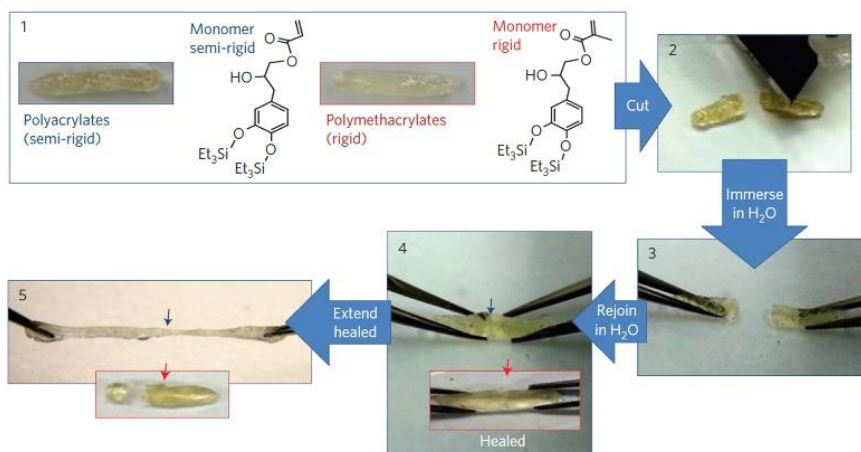 1
Monomer
semi-rigid
Polyacrylates
(semi-rigid)
O
O
HO
O
O
Et3Si
Et3Si
Monomer
rigid
Polymethacrylates
(rigid)
O
O
HO
O
O
Et3Si
Et3Si
Cut
2
Immerse
in H2O
3
Rejoin
in H2O
4
Healed
Extend
healed
5